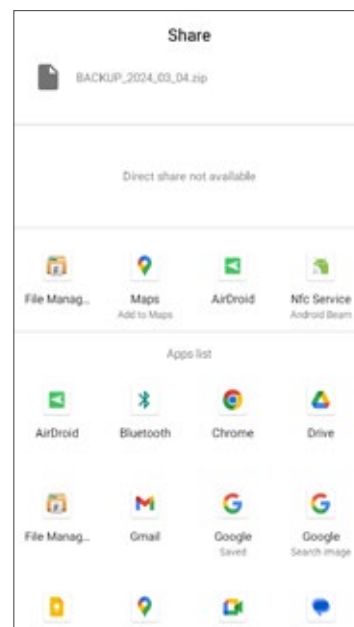 Share
BACKUP_2024_03_04.zip
Direct share not available
File Manag... Maps AirDroid Nfc Service
Add to Maps Android Beam
Apps list
AirDroid Bluetooth Chrome Drive
File Manag... Gmail Google Google
Saved Search image